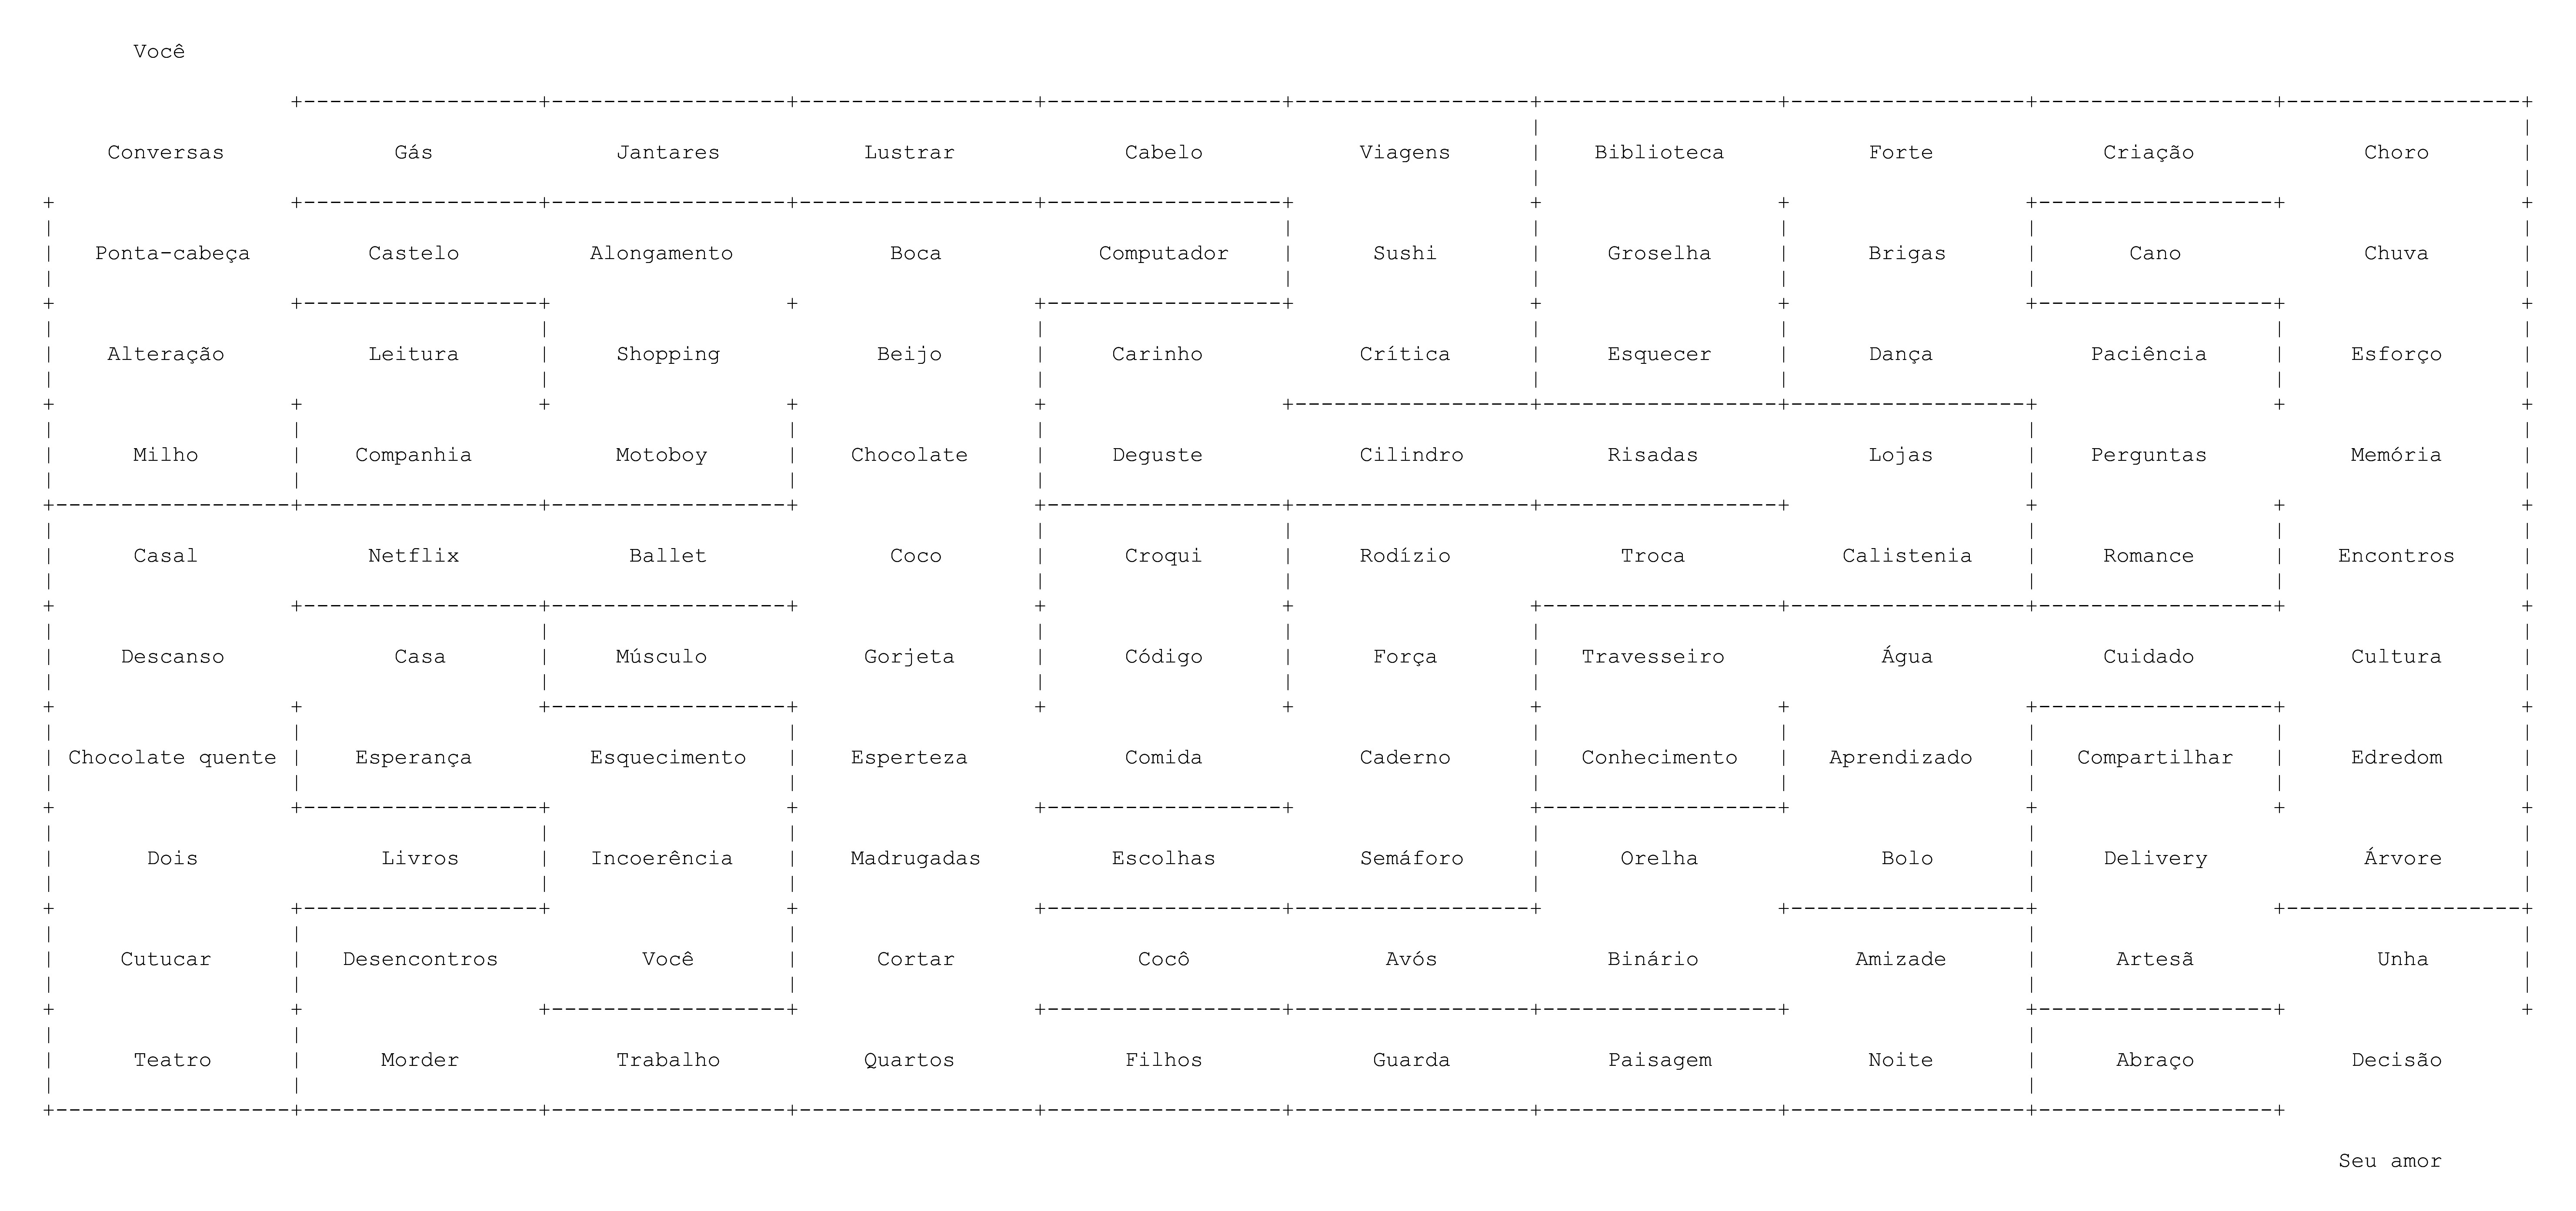 Você
Conversas Gás Jantares Lustrar Cabelo Viagens Biblioteca Forte Criação Choro
Ponta-cabeça Castelo Alongamento Boca Computador Sushi Groselha Brigas Cano Chuva
Alteração Leitura Shopping Beijo Carinho Crítica Esquecer Dança Paciência Esforço
Milho Companhia Motoboy Chocolate Deguste Cilindro Risadas Lojas Perguntas Memória
Casal Netflix Ballet Coco Croqui Rodízio Troca Calistenia Romance Encontros
Descanso Casa Músculo Gorjeta Código Força Travesseiro Água Cuidado Cultura
Chocolate quente Esperança Esquecimento Esperteza Comida Caderno Conhecimento Aprendizado Compartilhar Edredom
Dois Livros Incoerência Madrugadas Escolhas Semáforo Orelha Bolo Delivery Árvore
Cutucar Desencontros Você Cortar Cocô Avós Binário Amizade Artesã Unha
Teatro Morder Trabalho Quartos Filhos Guarda Paisagem Noite Abraço Decisão
Seu amor